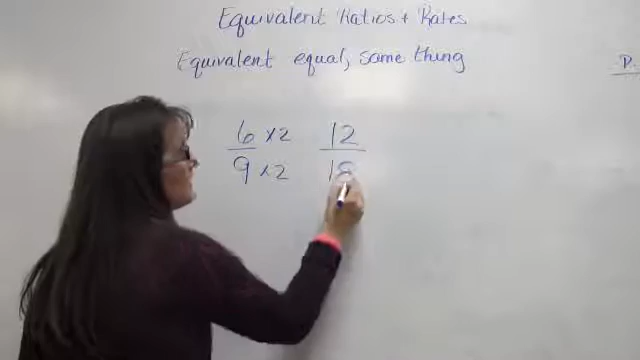 Equivalent Ratios + Rates
Equivalent equal, same thing
P.
6 ×2 12
9 ×2 18